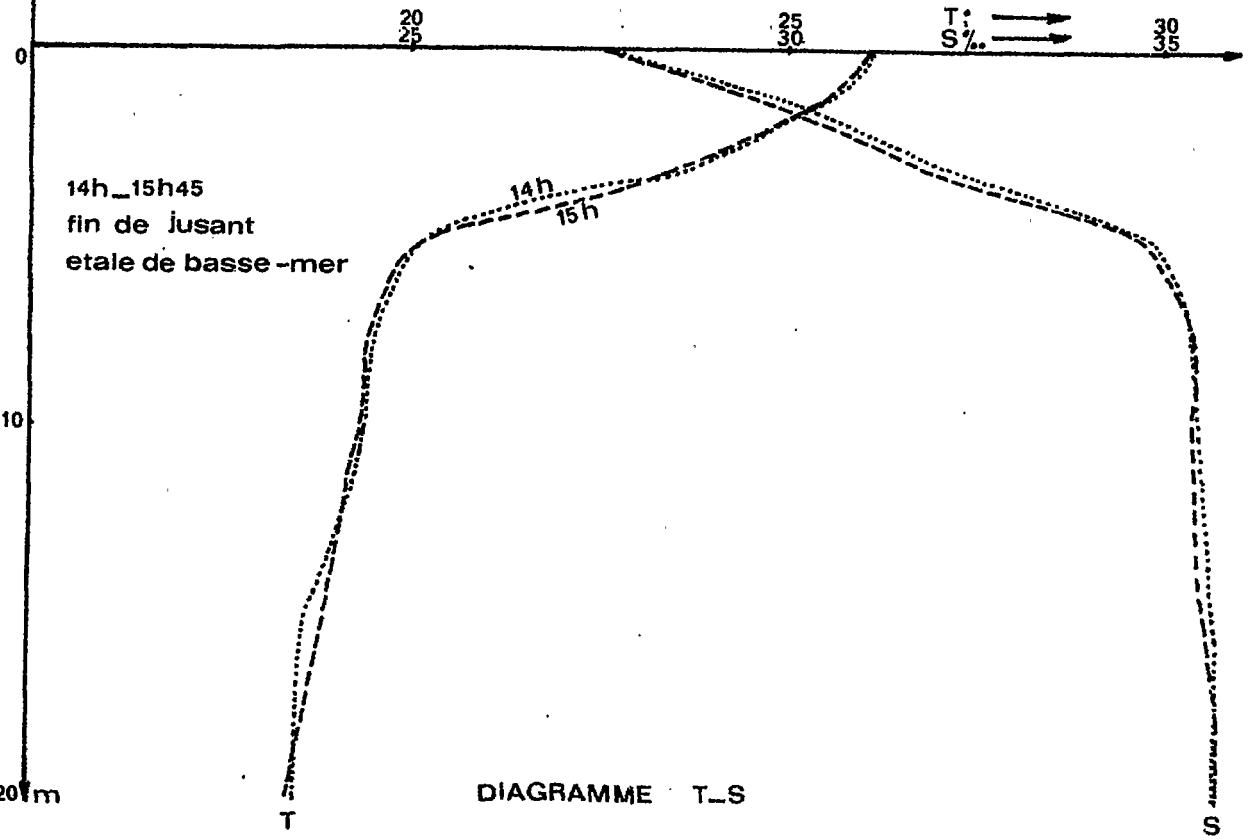 20 25 T° 30
25 30 S‰ 35
0
14h_15h45
fin de jusant
etale de basse-mer
14h
15h
10
20 m
DIAGRAMME T_S
T
S